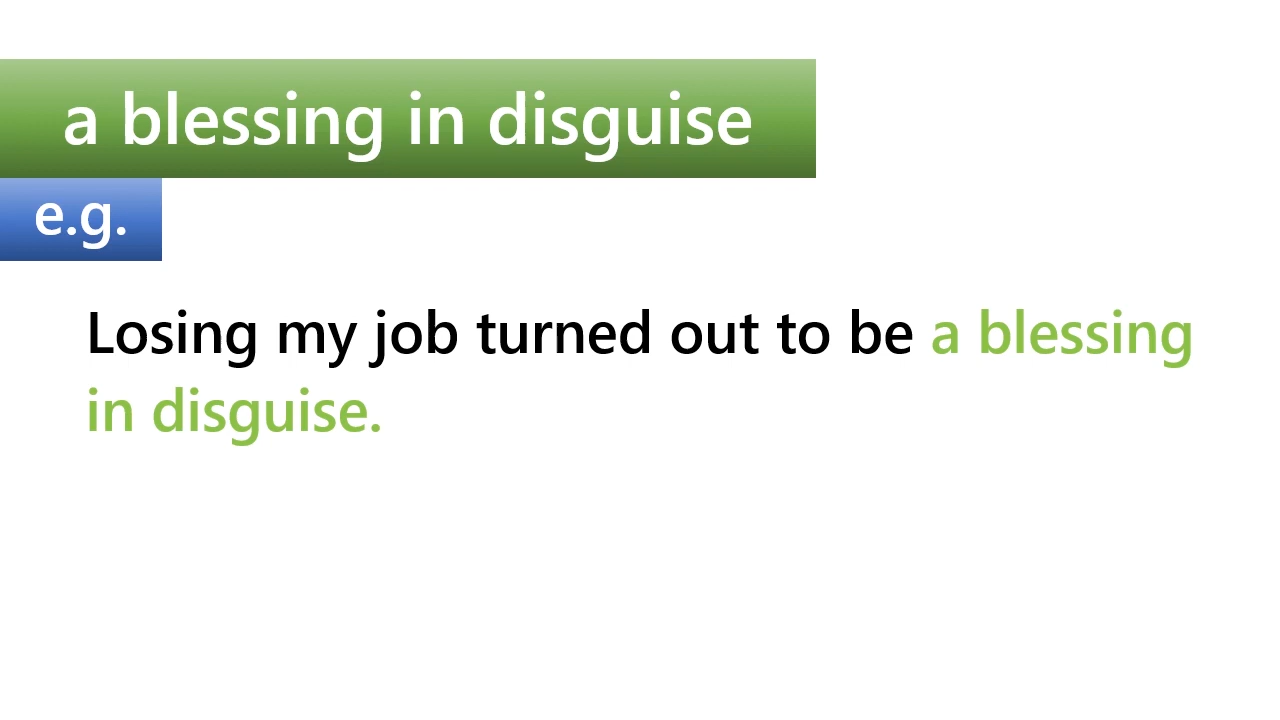 a blessing in disguise
e.g.
Losing my job turned out to be a blessing
in disguise.